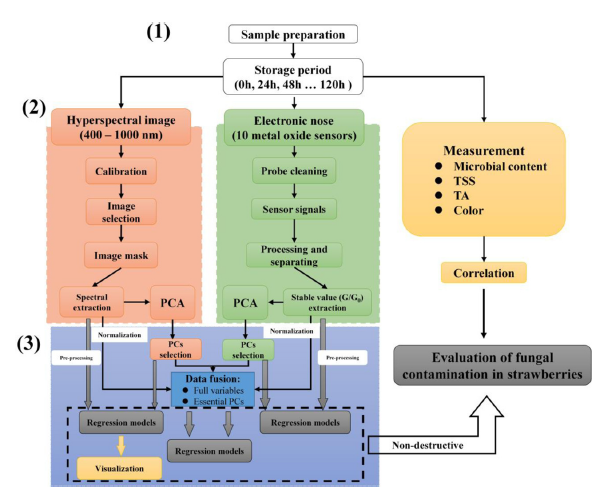 (1)
Sample preparation
Storage period
(0h, 24h, 48h … 120h )
(2)
Hyperspectral image
(400 – 1000 nm)
Calibration
Image
selection
Image mask
Spectral
extraction
PCA
Electronic nose
(10 metal oxide sensors)
Probe cleaning
Sensor signals
Processing and
separating
PCA
Stable value (G/G₀)
extraction
Measurement
● Microbial content
● TSS
● TA
● Color
Correlation
Evaluation of fungal
contamination in strawberries
(3)
Normalization
Normalization
Pre-processing
PCs
selection
PCs
selection
Pre-processing
Data fusion:
● Full variables
● Essential PCs
Regression models
Regression models
Regression models
Visualization
Non-destructive